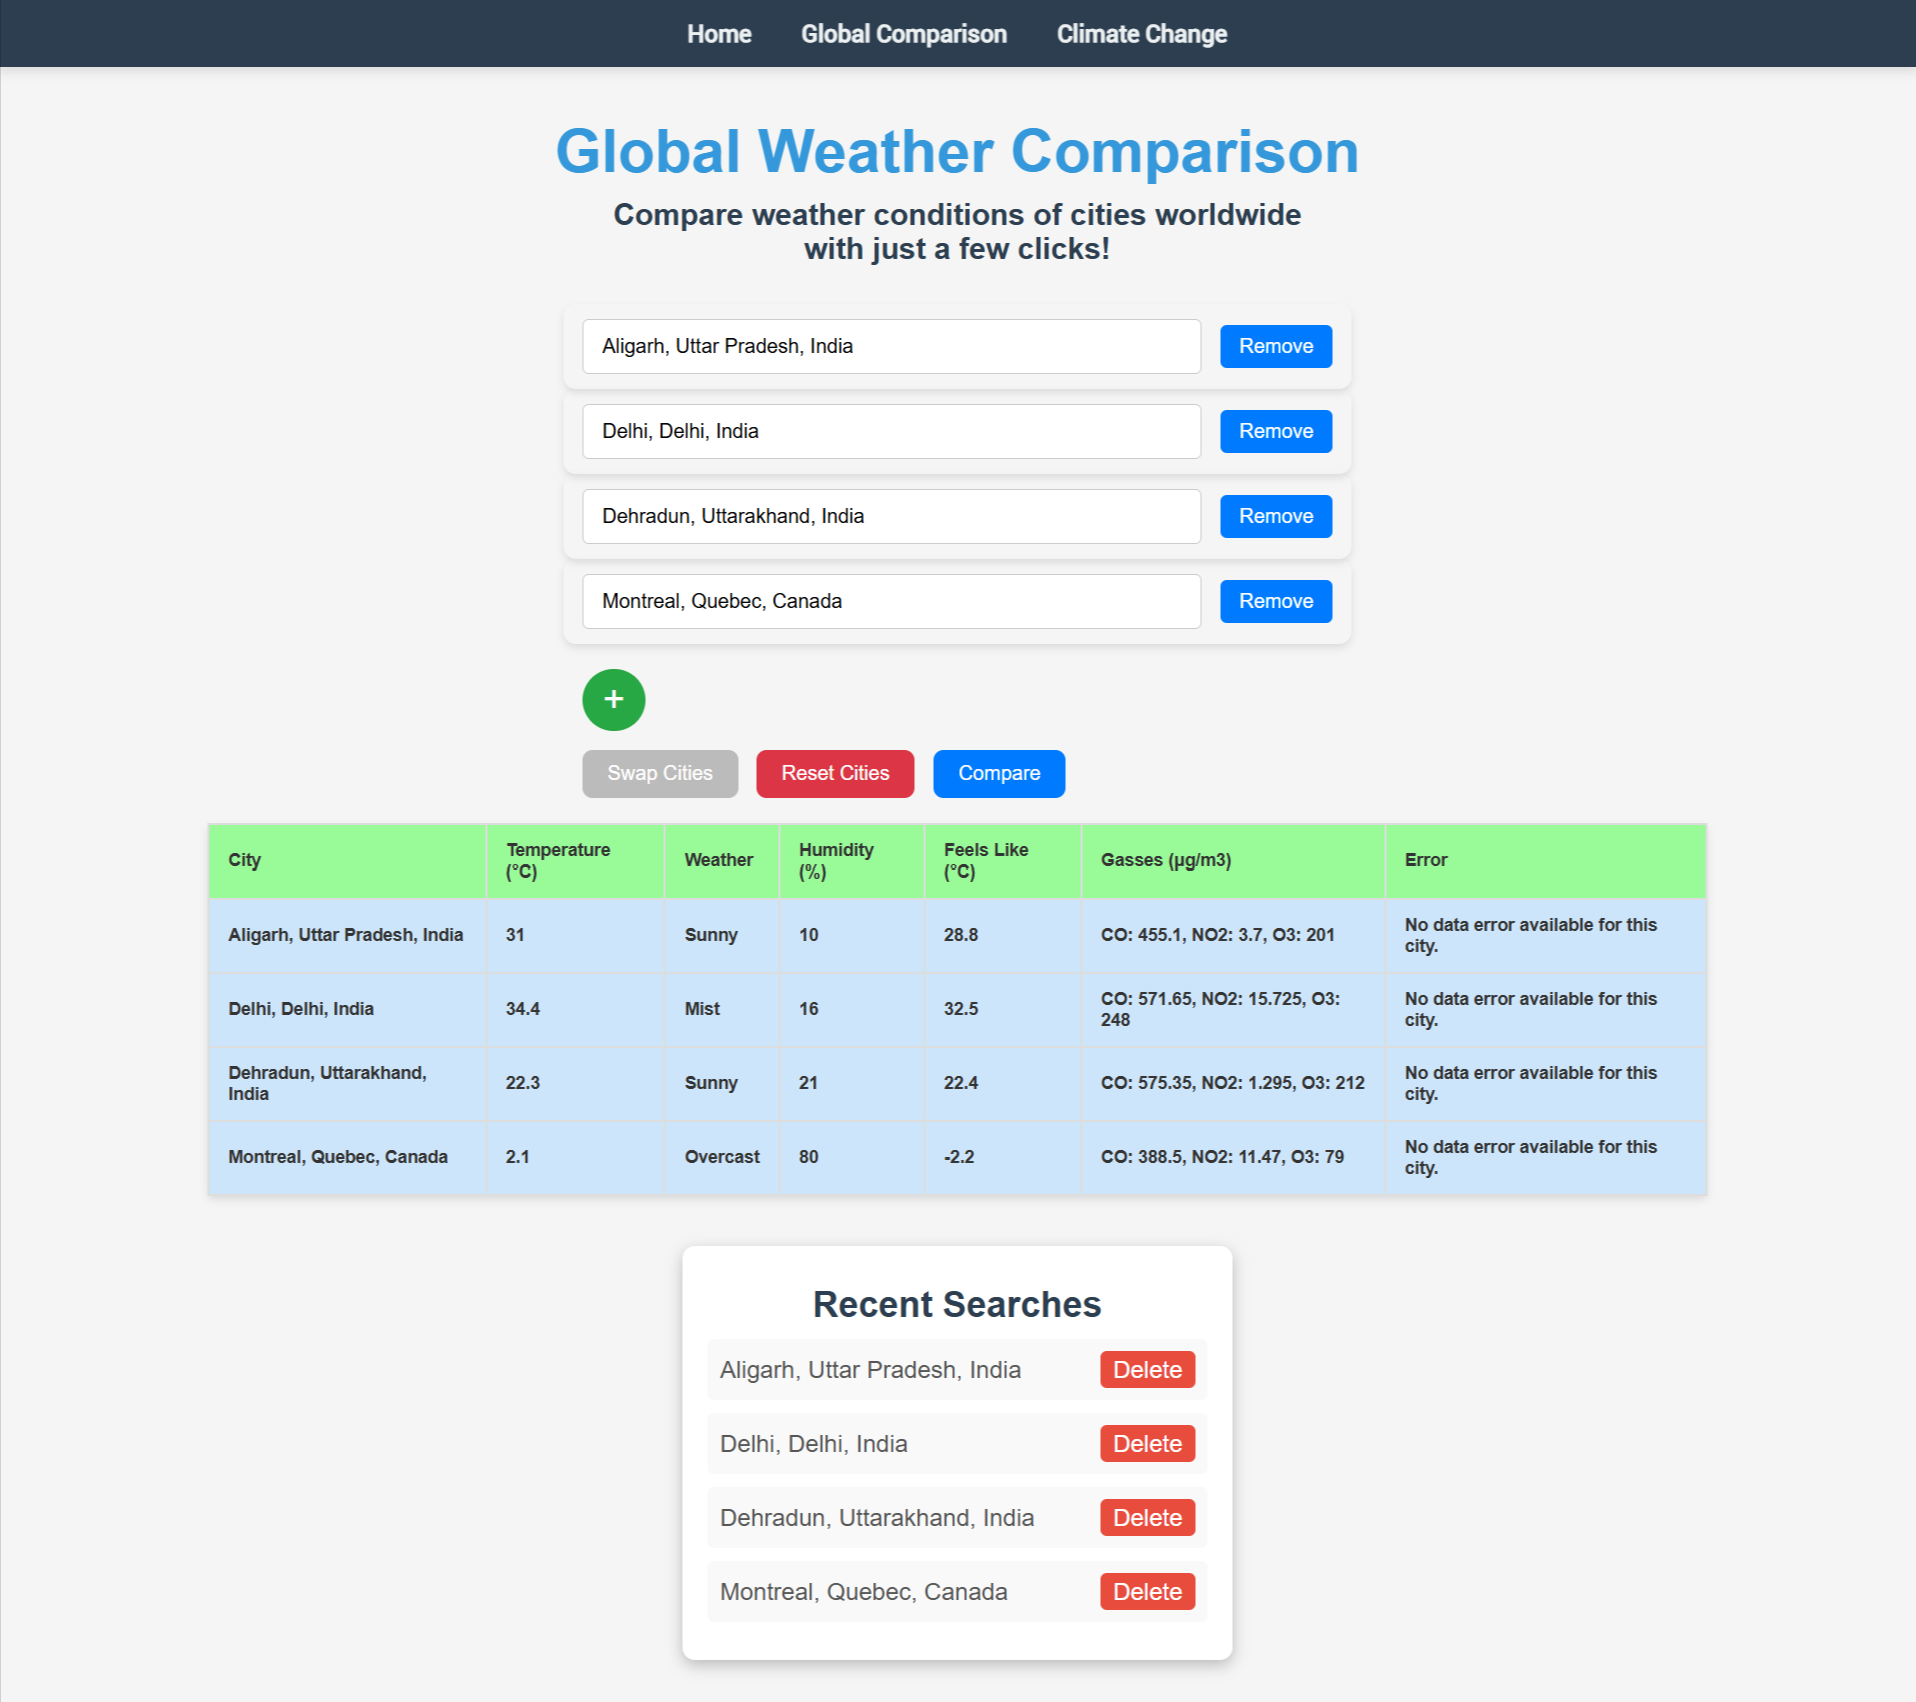 Home Global Comparison Climate Change
Global Weather Comparison
Compare weather conditions of cities worldwide
with just a few clicks!
Aligarh, Uttar Pradesh, India Remove
Delhi, Delhi, India Remove
Dehradun, Uttarakhand, India Remove
Montreal, Quebec, Canada Remove
+
Swap Cities Reset Cities Compare
City Temperature (°C) Weather Humidity (%) Feels Like (°C) Gasses (µg/m3) Error
Aligarh, Uttar Pradesh, India 31 Sunny 10 28.8 CO: 455.1, NO2: 3.7, O3: 201 No data error available for this city.
Delhi, Delhi, India 34.4 Mist 16 32.5 CO: 571.65, NO2: 15.725, O3: 248 No data error available for this city.
Dehradun, Uttarakhand, India 22.3 Sunny 21 22.4 CO: 575.35, NO2: 1.295, O3: 212 No data error available for this city.
Montreal, Quebec, Canada 2.1 Overcast 80 -2.2 CO: 388.5, NO2: 11.47, O3: 79 No data error available for this city.
Recent Searches
Aligarh, Uttar Pradesh, India Delete
Delhi, Delhi, India Delete
Dehradun, Uttarakhand, India Delete
Montreal, Quebec, Canada Delete